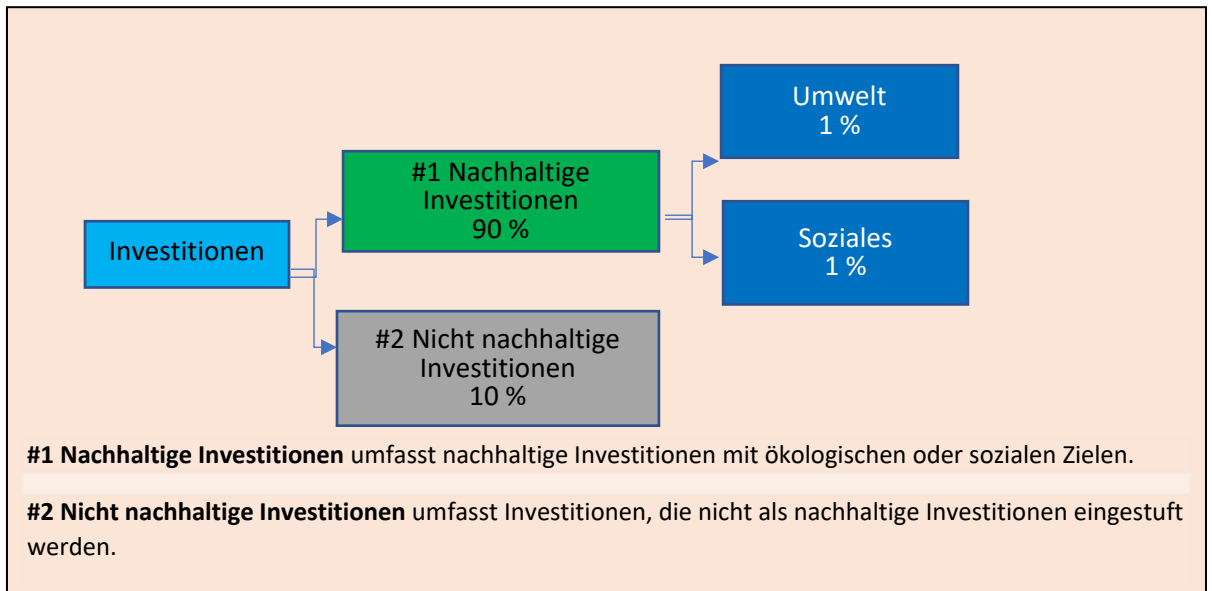 Umwelt
1 %
#1 Nachhaltige
Investitionen
90 %
Investitionen
Soziales
1 %
#2 Nicht nachhaltige
Investitionen
10 %
#1 Nachhaltige Investitionen umfasst nachhaltige Investitionen mit ökologischen oder sozialen Zielen.
#2 Nicht nachhaltige Investitionen umfasst Investitionen, die nicht als nachhaltige Investitionen eingestuft
werden.